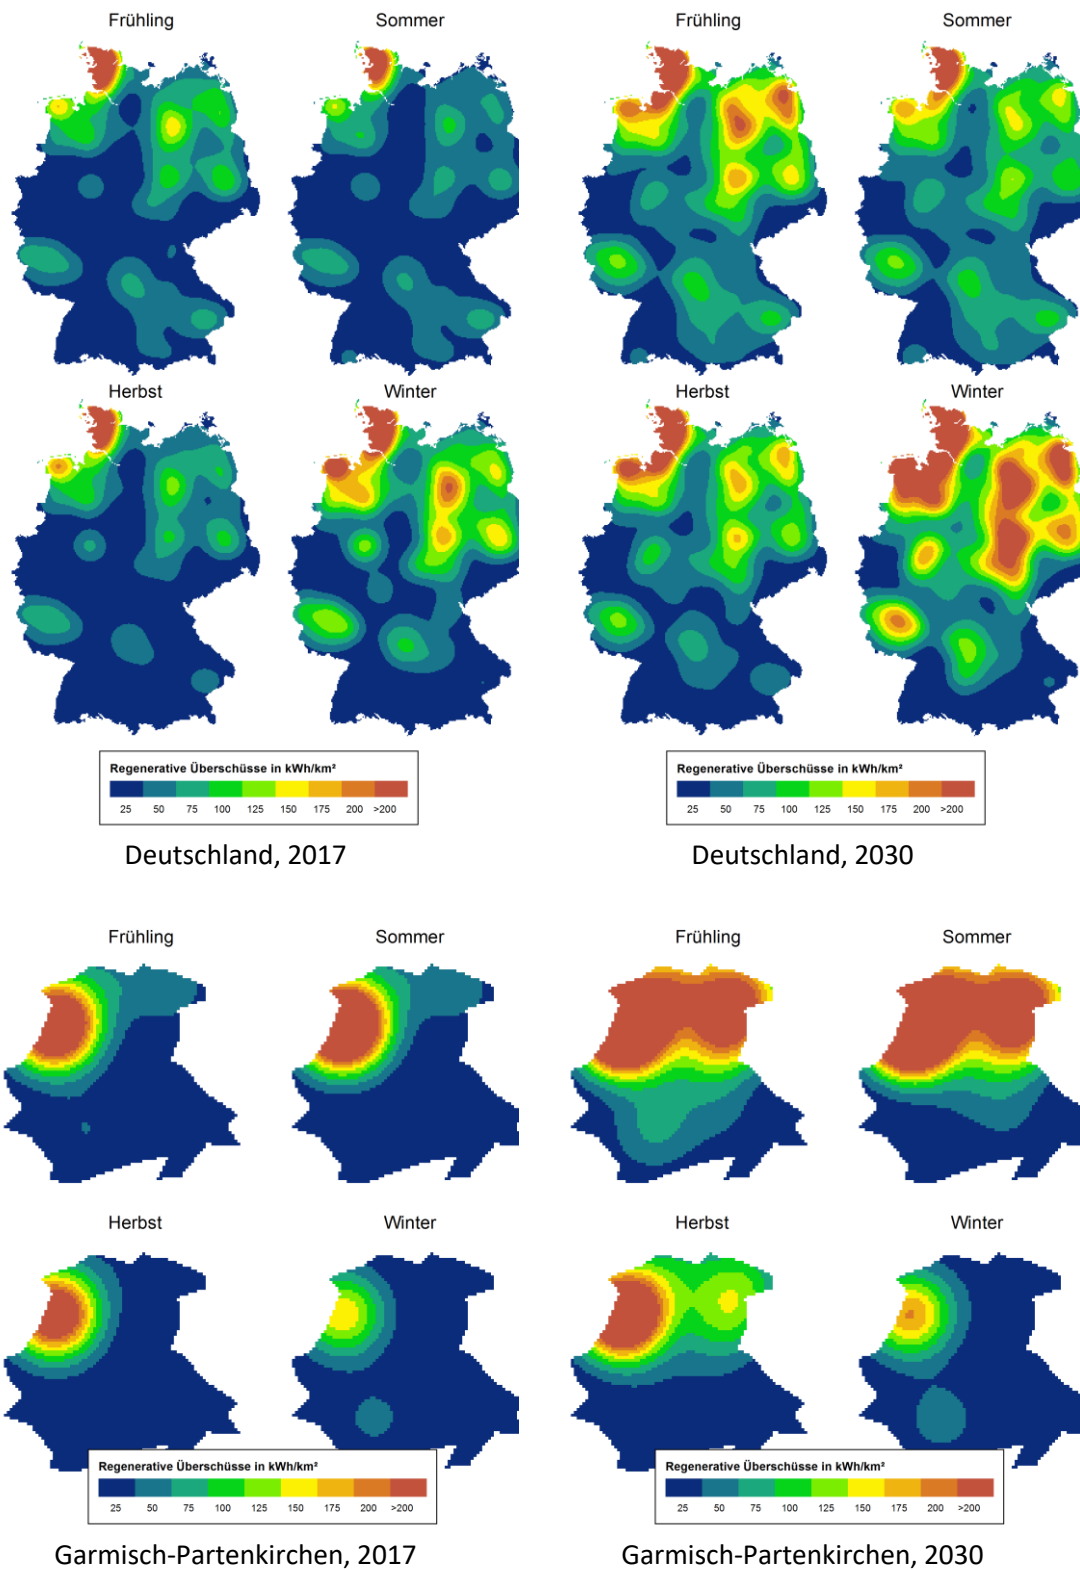 Frühling
Sommer
Frühling
Sommer
Herbst
Winter
Herbst
Winter
Regenerative Überschüsse in kWh/km²
25 50 75 100 125 150 175 200 >200
Regenerative Überschüsse in kWh/km²
25 50 75 100 125 150 175 200 >200
Deutschland, 2017
Deutschland, 2030
Frühling
Sommer
Frühling
Sommer
Herbst
Winter
Herbst
Winter
Regenerative Überschüsse in kWh/km²
25 50 75 100 125 150 175 200 >200
Regenerative Überschüsse in kWh/km²
25 50 75 100 125 150 175 200 >200
Garmisch-Partenkirchen, 2017
Garmisch-Partenkirchen, 2030